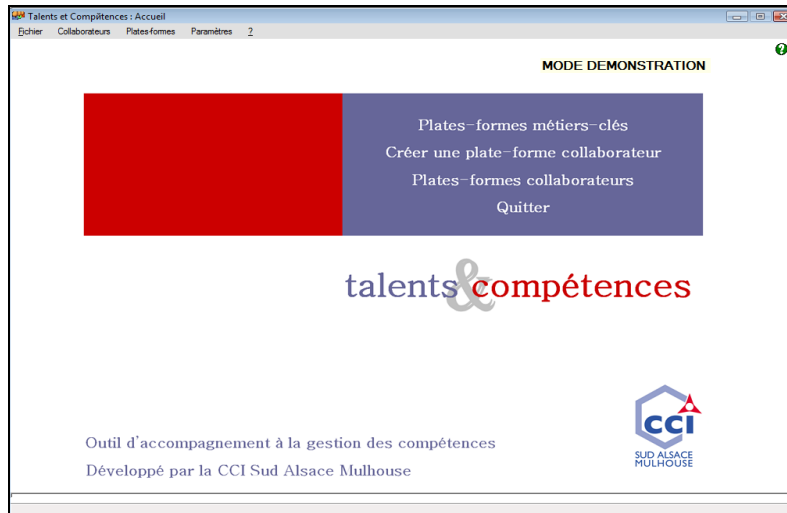 Talents et Compétences : Accueil
Fichier Collaborateurs Plates-formes Paramètres ?
MODE DEMONSTRATION
Plates-formes métiers-clés
Créer une plate-forme collaborateur
Plates-formes collaborateurs
Quitter
talents & compétences
CCI
SUD ALSACE
MULHOUSE
Outil d'accompagnement à la gestion des compétences
Développé par la CCI Sud Alsace Mulhouse